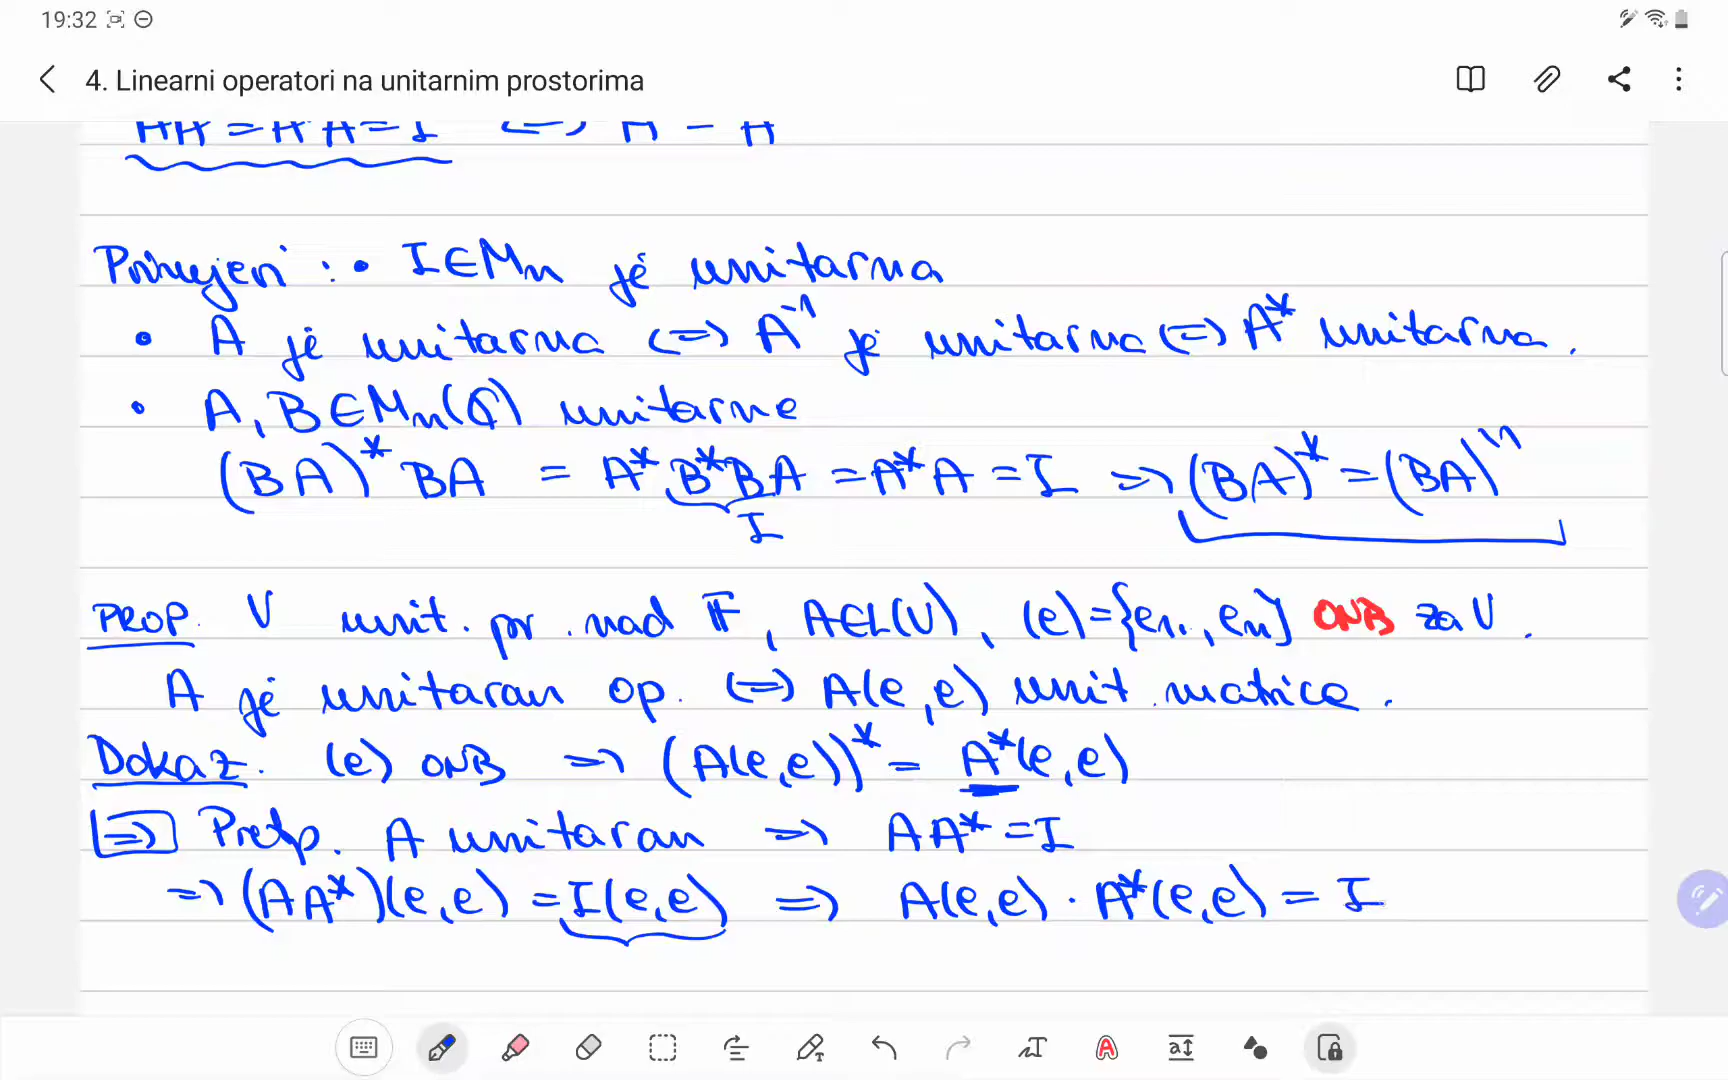 19:32
4. Linearni operatori na unitarnim prostorima
AA* = A*A = I ⟺ A* = A⁻¹
Primjeri : • I ∈ Mn je unitarna
• A je unitarna ⟺ A⁻¹ je unitarna ⟺ A* unitarna.
• A, B ∈ Mn(ℂ) unitarne
(BA)* BA = A* B*BA = A*A = I ⟹ (BA)* = (BA)⁻¹
I
PROP. V unit. pr. nad F, A ∈ L(V), (e) = {e1,.., en} ONB za V.
A je unitaran op. ⟺ A(e,e) unit. matrica.
Dokaz. (e) ONB ⟹ (A(e,e))* = A*(e,e)
⟹ Pretp. A unitaran ⟹ AA* = I
⟹ (AA*)(e,e) = I(e,e) ⟹ A(e,e) · A*(e,e) = I